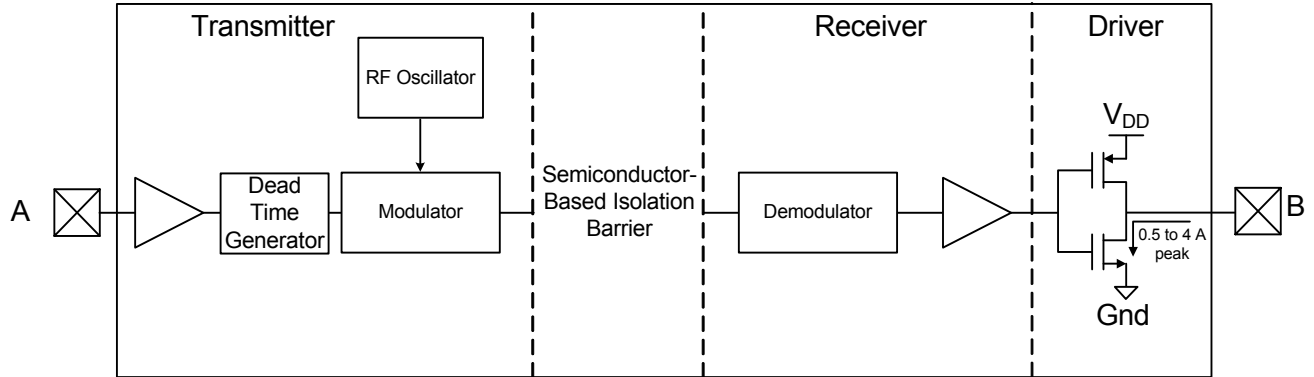 Transmitter
Receiver
Driver
RF Oscillator
V_DD
A
Dead
Time
Generator
Modulator
Semiconductor-
Based Isolation
Barrier
Demodulator
0.5 to 4 A
peak
B
Gnd